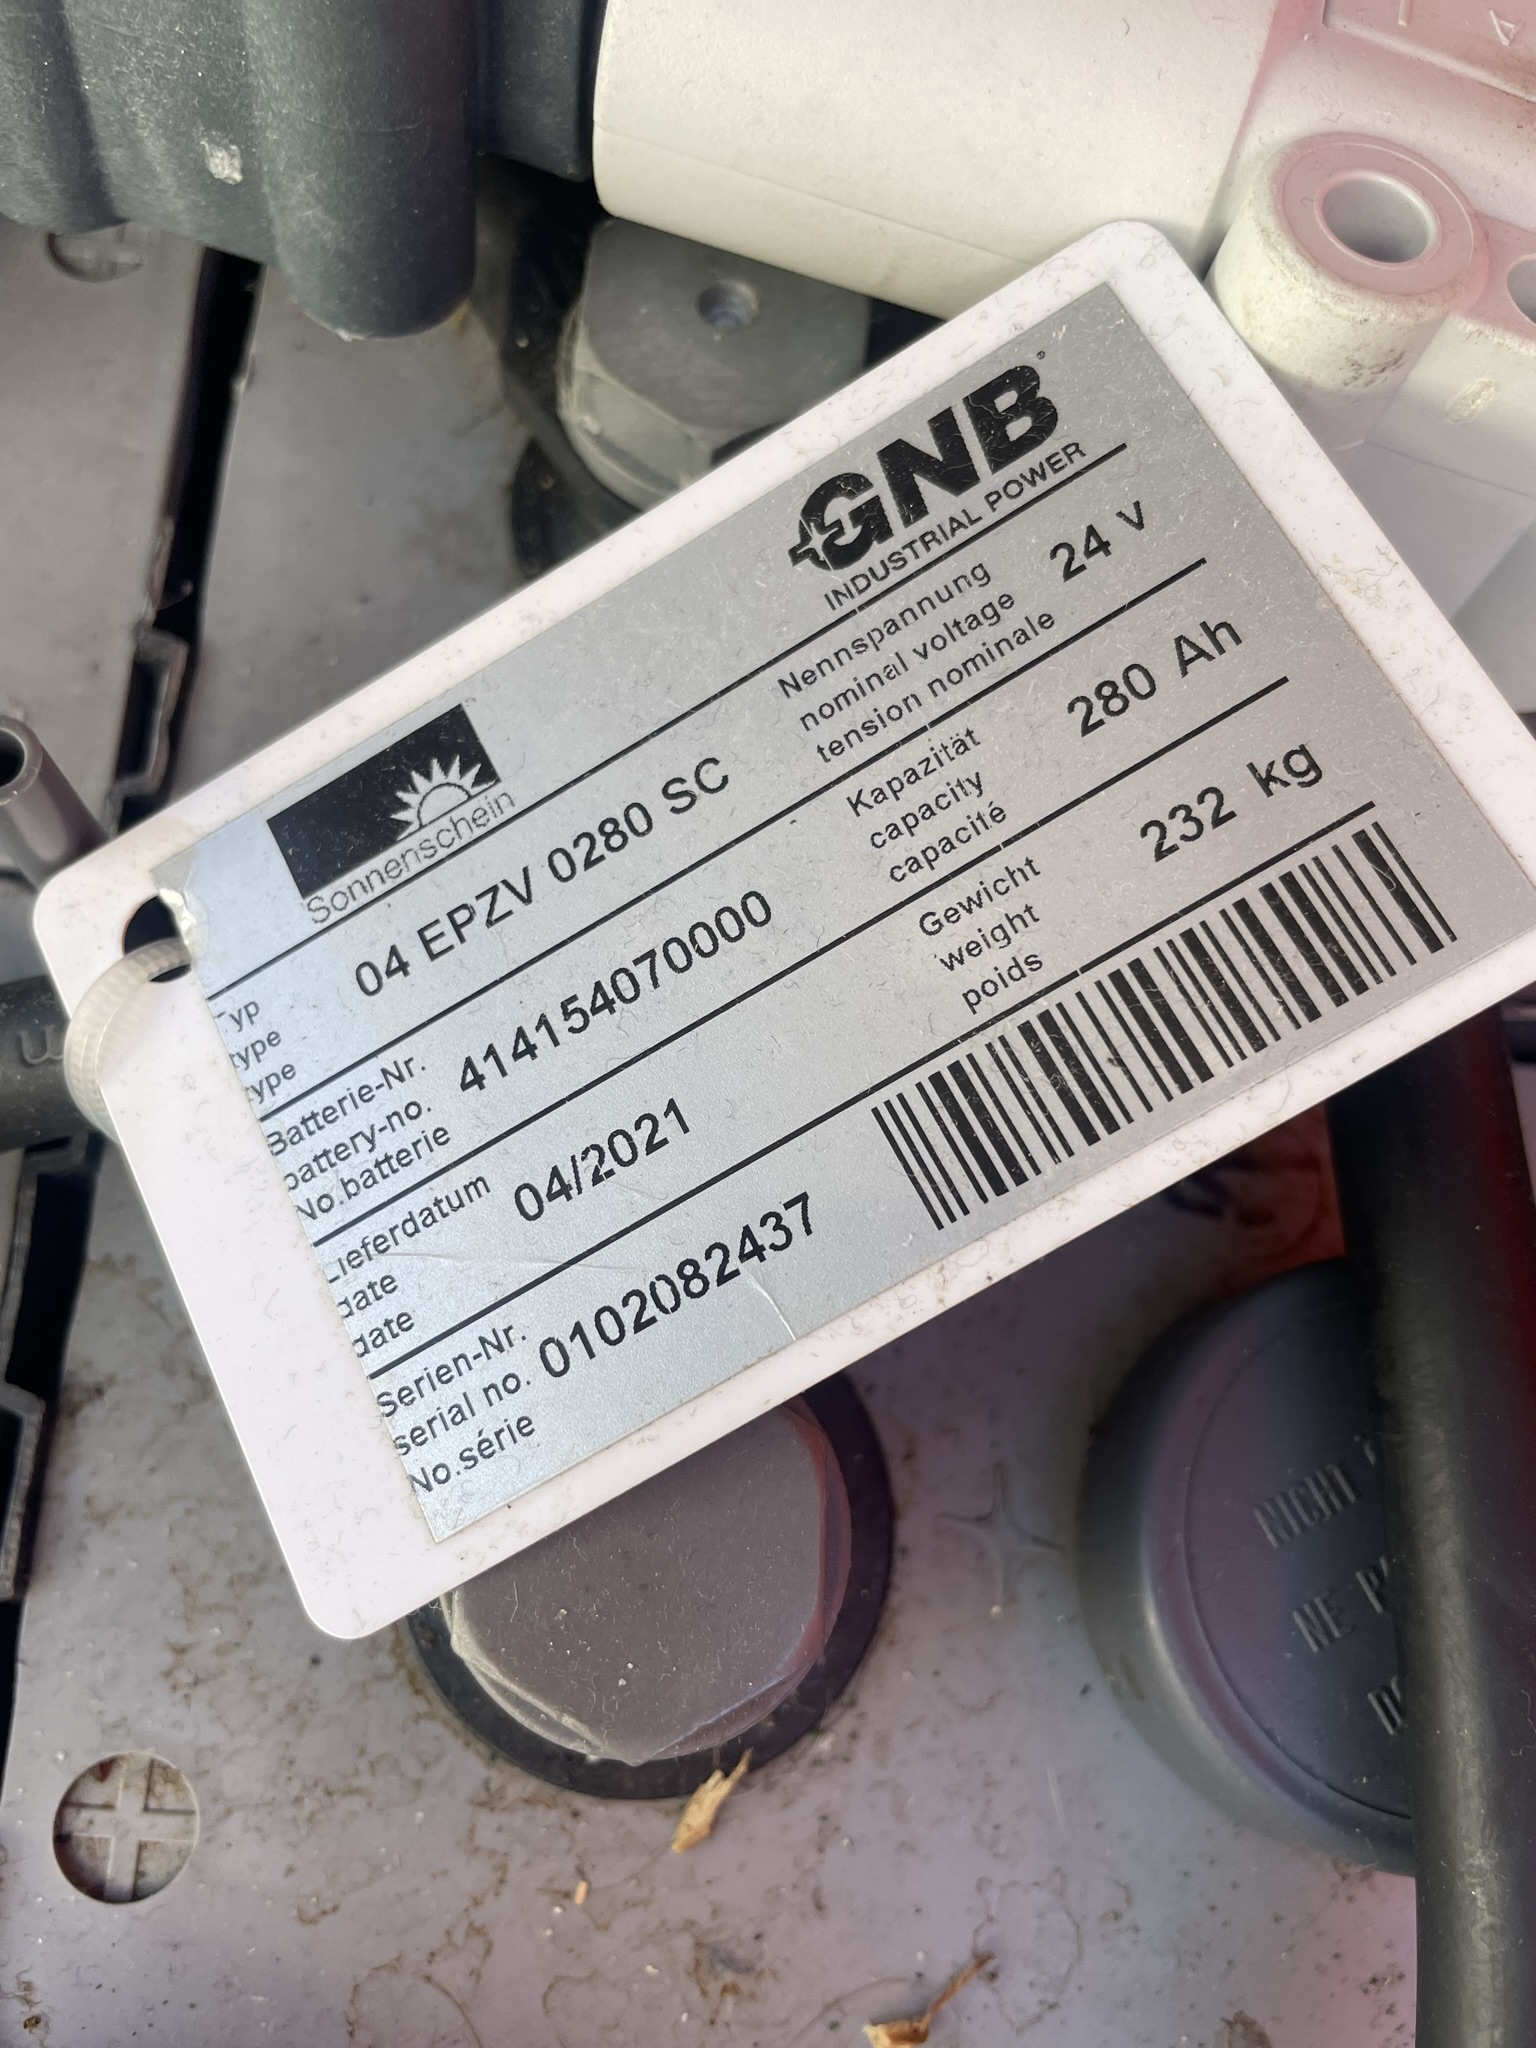 GNB
INDUSTRIAL POWER
Sonnenschein
Typ
type
type
04 EPZV 0280 SC
Nennspannung
nominal voltage
tension nominale
24 V
Batterie-Nr.
battery-no.
No.batterie
414154070000
Kapazität
capacity
capacité
280 Ah
Lieferdatum
date
date
04/2021
Gewicht
weight
poids
232 kg
Serien-Nr.
serial no.
No.série
0102082437
NICHT
NE